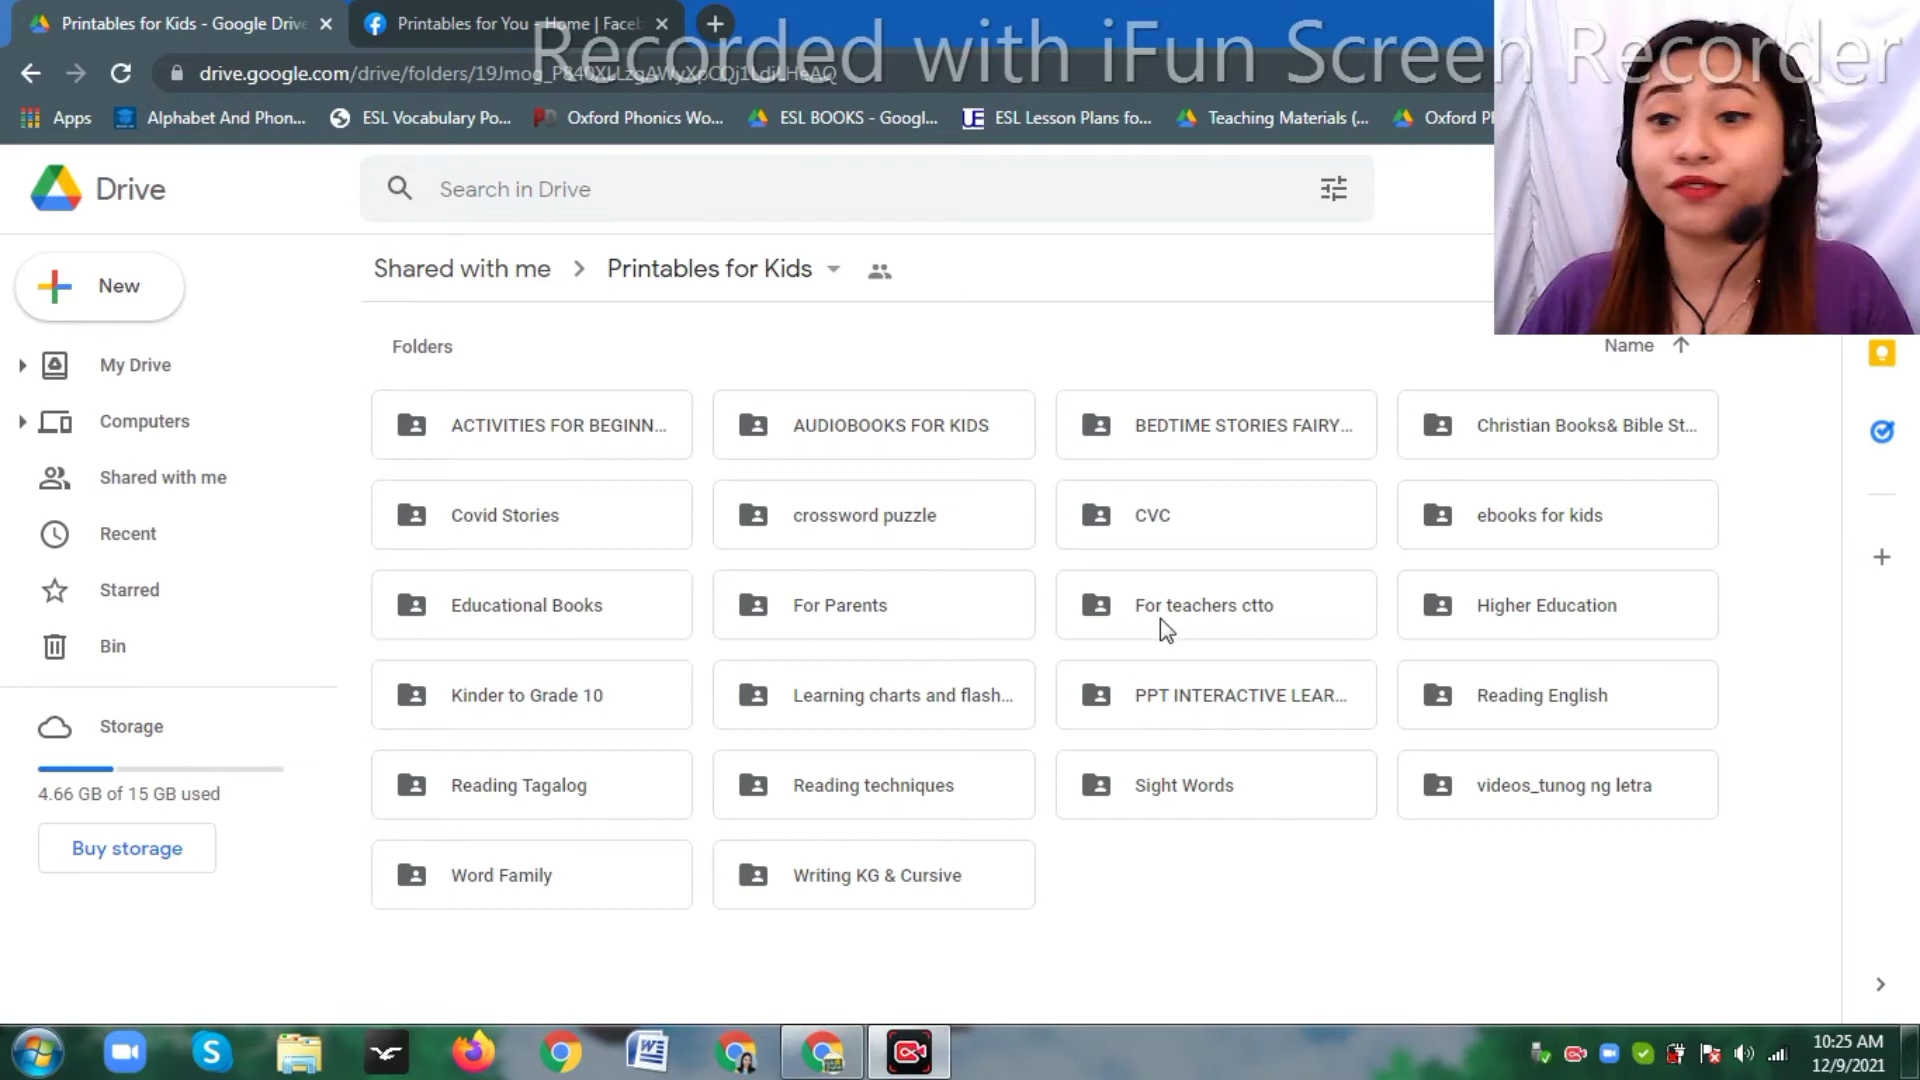 Printables for Kids - Google Drive
Printables for You - Home | Faceb
Recorded with iFun Screen Recorder
drive.google.com/drive/folders/
Apps
Alphabet And Phon...
ESL Vocabulary Po...
Oxford Phonics Wo...
ESL BOOKS - Googl...
ESL Lesson Plans fo...
Teaching Materials (...
Oxford Ph
Drive
Search in Drive
New
Shared with me > Printables for Kids
Folders
Name
My Drive
Computers
Shared with me
Recent
Starred
Bin
Storage
4.66 GB of 15 GB used
Buy storage
ACTIVITIES FOR BEGINN...
AUDIOBOOKS FOR KIDS
BEDTIME STORIES FAIRY...
Christian Books& Bible St...
Covid Stories
crossword puzzle
CVC
ebooks for kids
Educational Books
For Parents
For teachers ctto
Higher Education
Kinder to Grade 10
Learning charts and flash...
PPT INTERACTIVE LEAR...
Reading English
Reading Tagalog
Reading techniques
Sight Words
videos_tunog ng letra
Word Family
Writing KG & Cursive
10:25 AM
12/9/2021